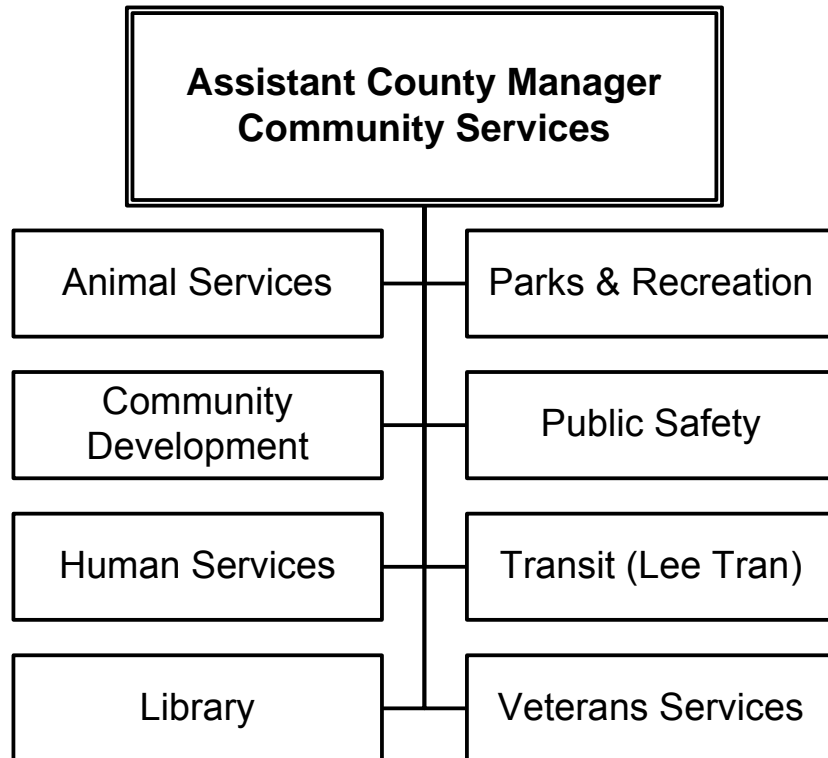 Assistant County Manager
Community Services
Animal Services
Parks & Recreation
Community
Development
Public Safety
Human Services
Transit (Lee Tran)
Library
Veterans Services